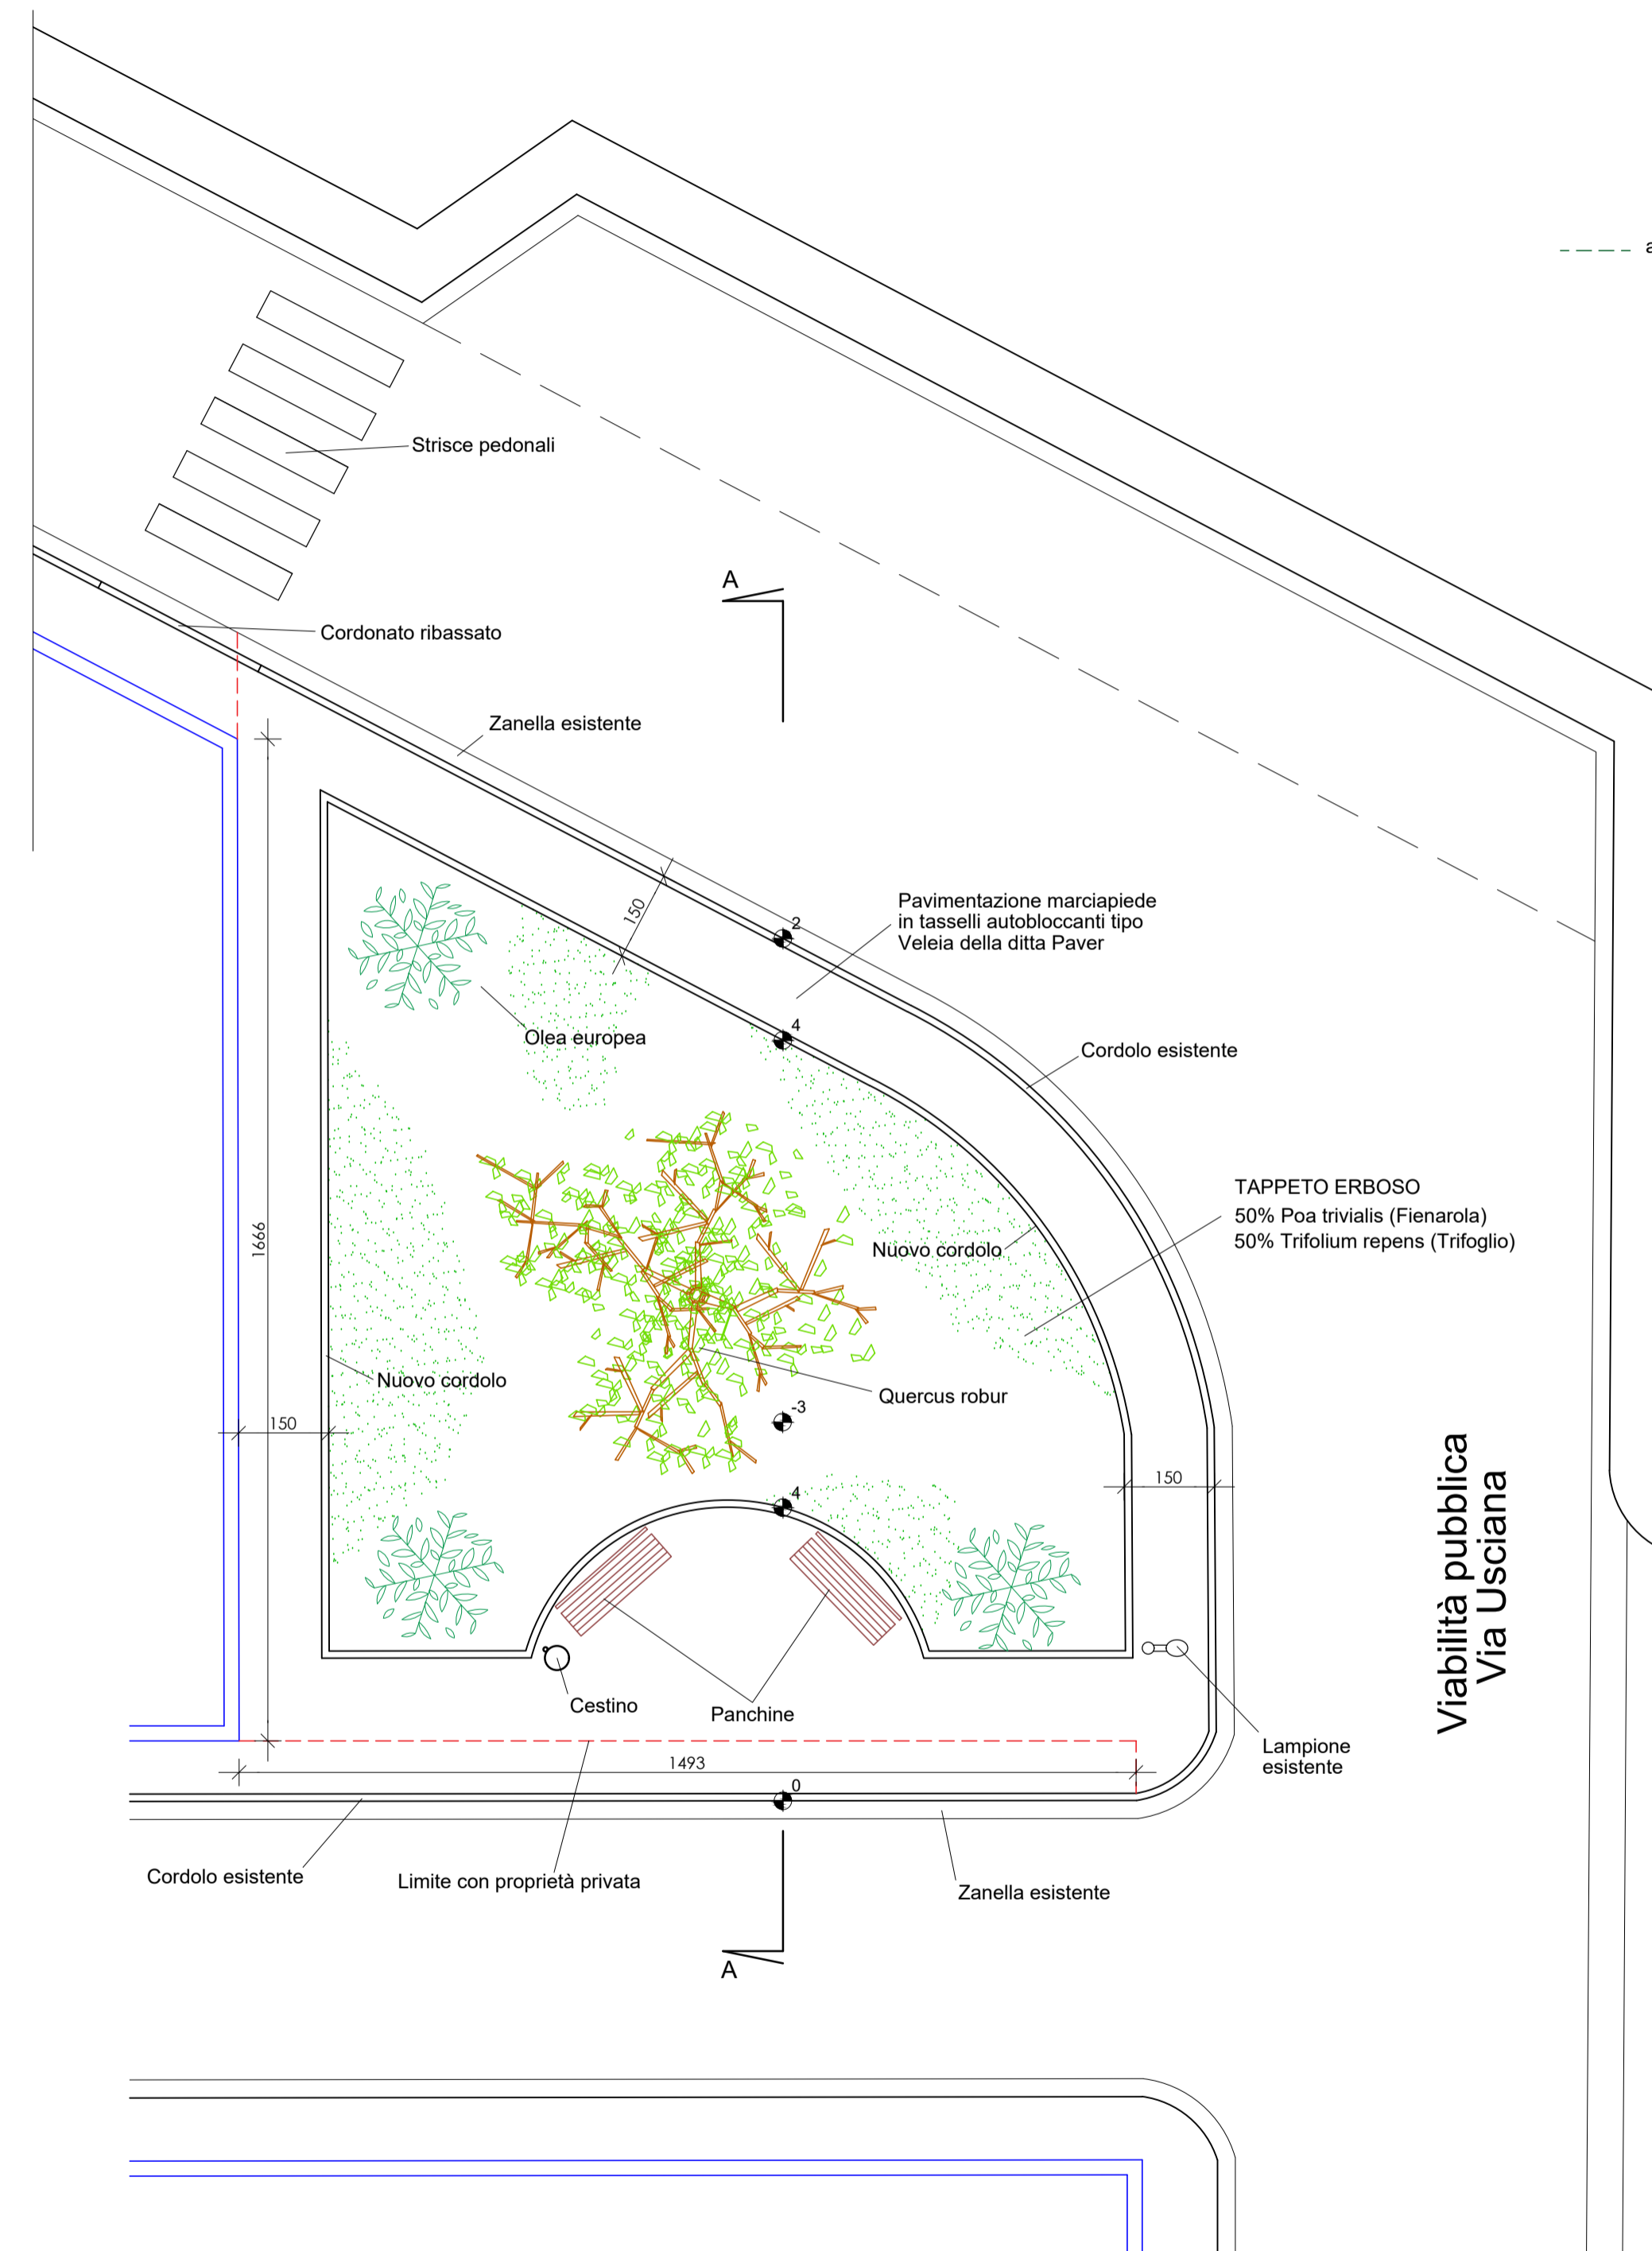 a
Strisce pedonali
A
Cordonato ribassato
Zanella esistente
150
Pavimentazione marciapiede
in tasselli autobloccanti tipo
Veleia della ditta Paver
2
4
Olea europea
Cordolo esistente
TAPPETO ERBOSO
50% Poa trivialis (Fienarola)
50% Trifolium repens (Trifoglio)
1666
Nuovo cordolo
Nuovo cordolo
Quercus robur
-3
150
150
4
Viabilità pubblica
Via Usciana
Cestino
Panchine
Lampione
esistente
1493
0
Cordolo esistente
Limite con proprietà privata
Zanella esistente
A